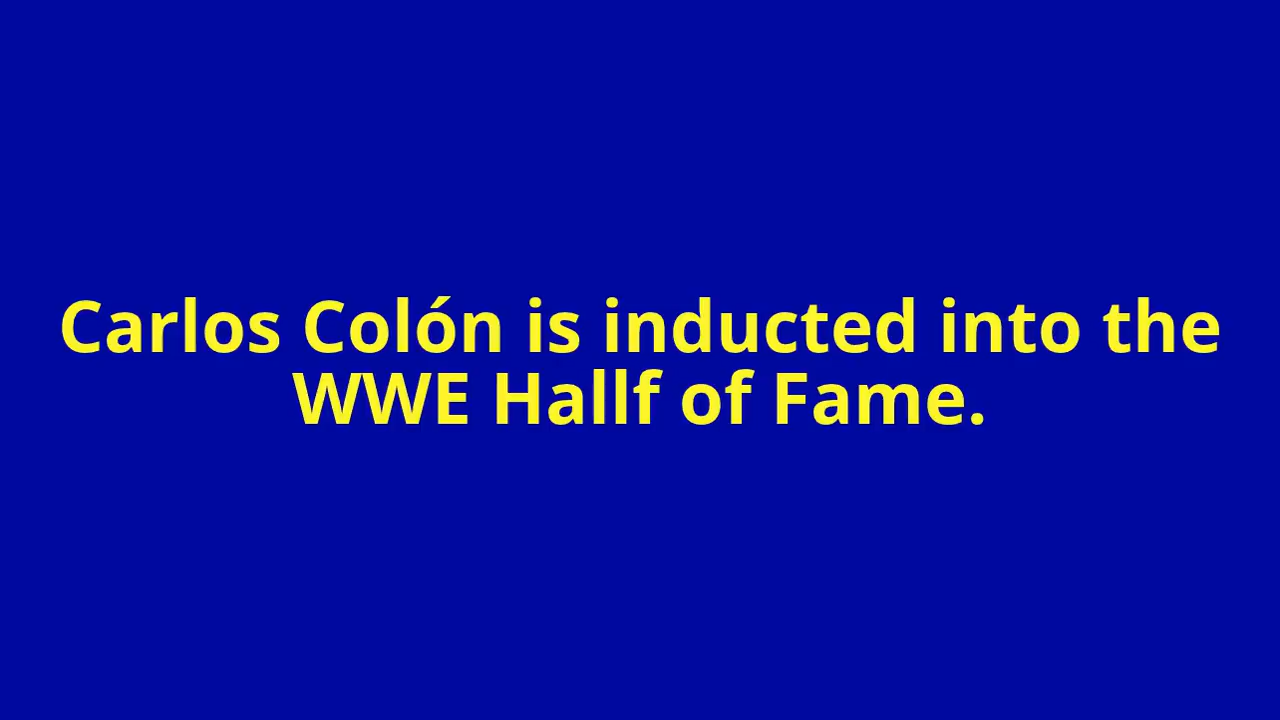 Carlos Colón is inducted into the
WWE Hallf of Fame.